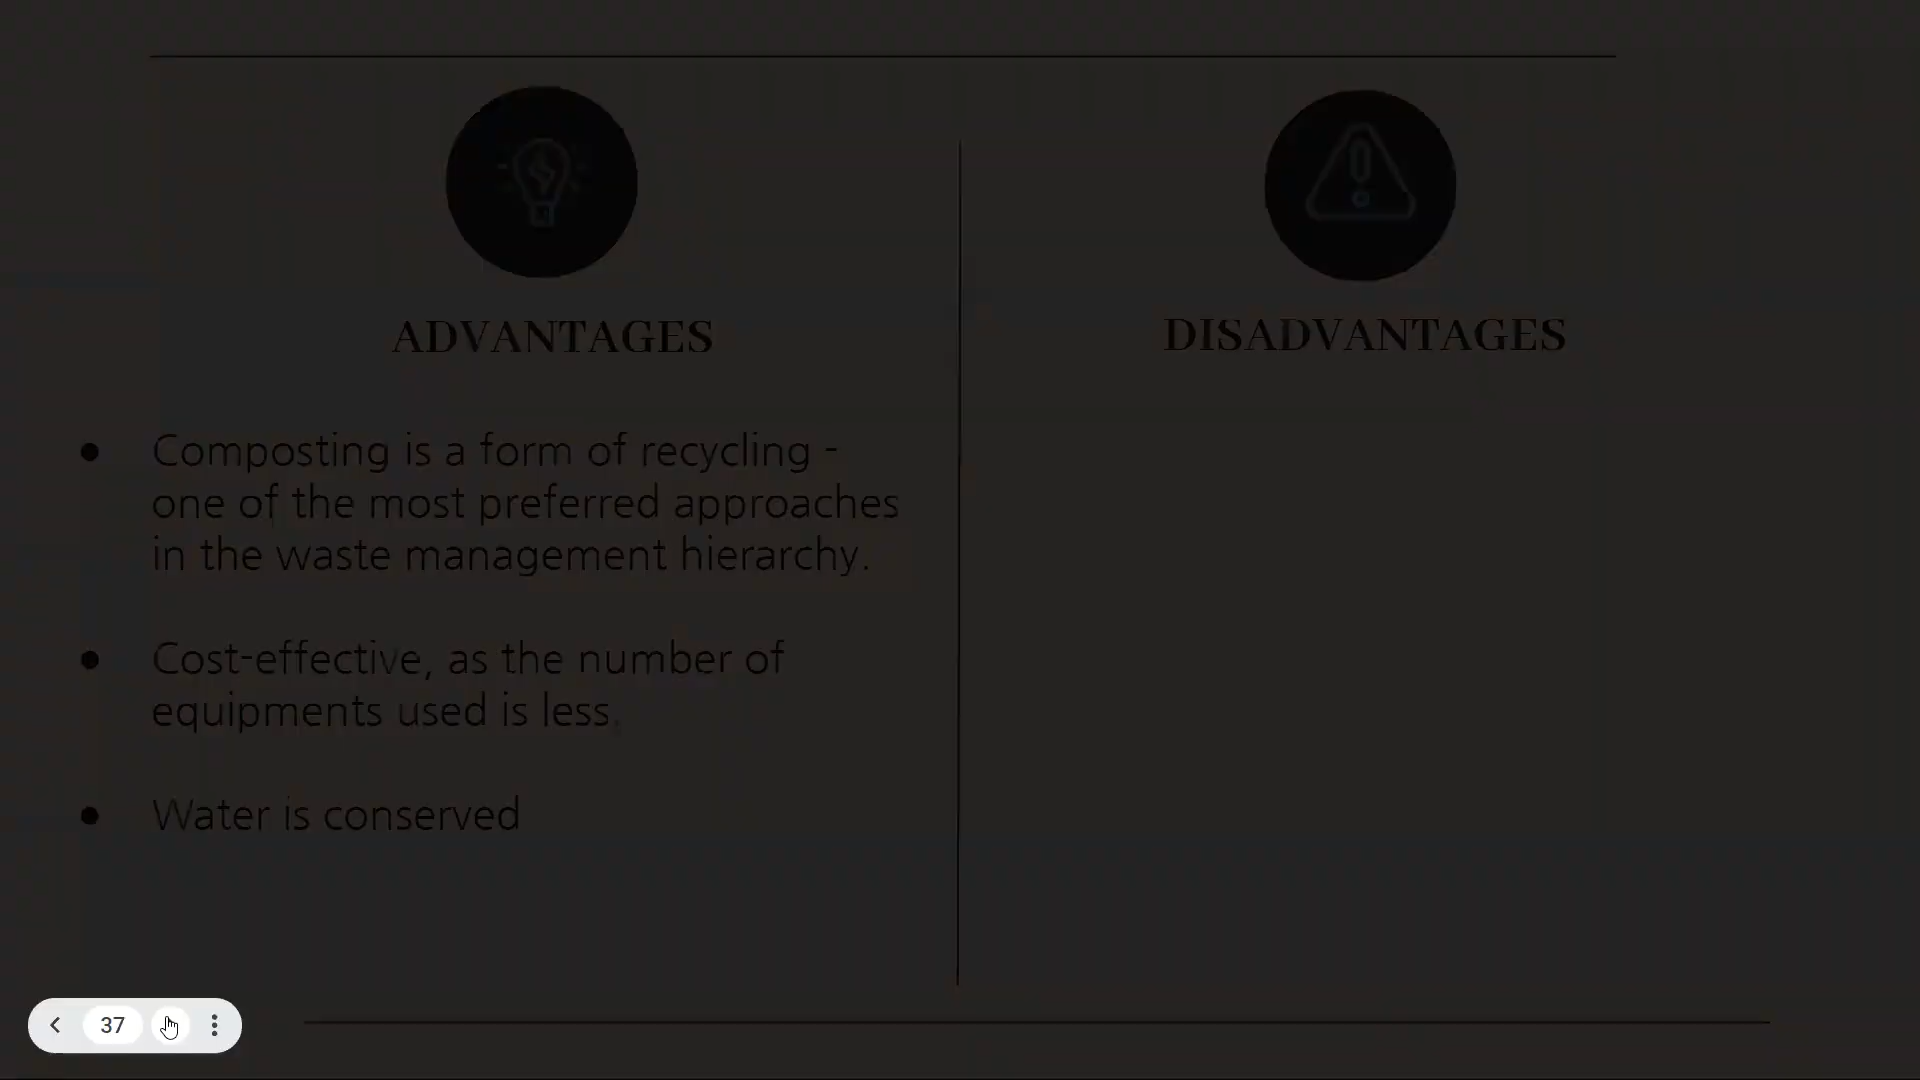 ADVANTAGES
DISADVANTAGES
● Composting is a form of recycling -
one of the most preferred approaches
in the waste management hierarchy.
● Cost-effective, as the number of
equipments used is less.
● Water is conserved
37